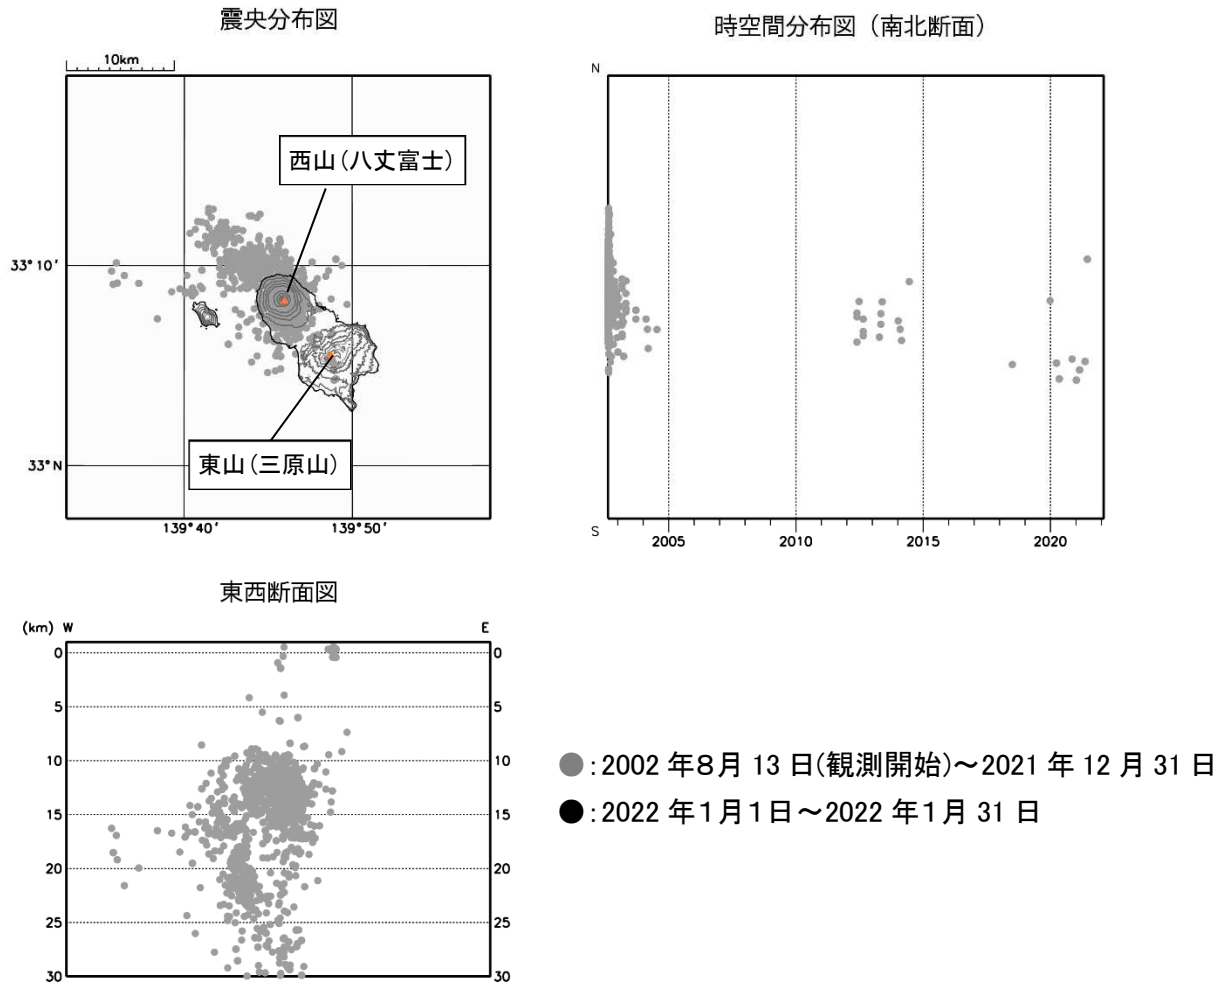 震央分布図
10km
西山(八丈富士)
33°10′
東山(三原山)
33°N
139°40′
139°50′
時空間分布図（南北断面）
N
S
2005
2010
2015
2020
東西断面図
(km) W
E
0
0
5
5
10
10
15
15
20
20
25
25
30
30
●:2002 年８月 13 日(観測開始)～2021 年 12 月 31 日
●:2022 年１月１日～2022 年１月 31 日